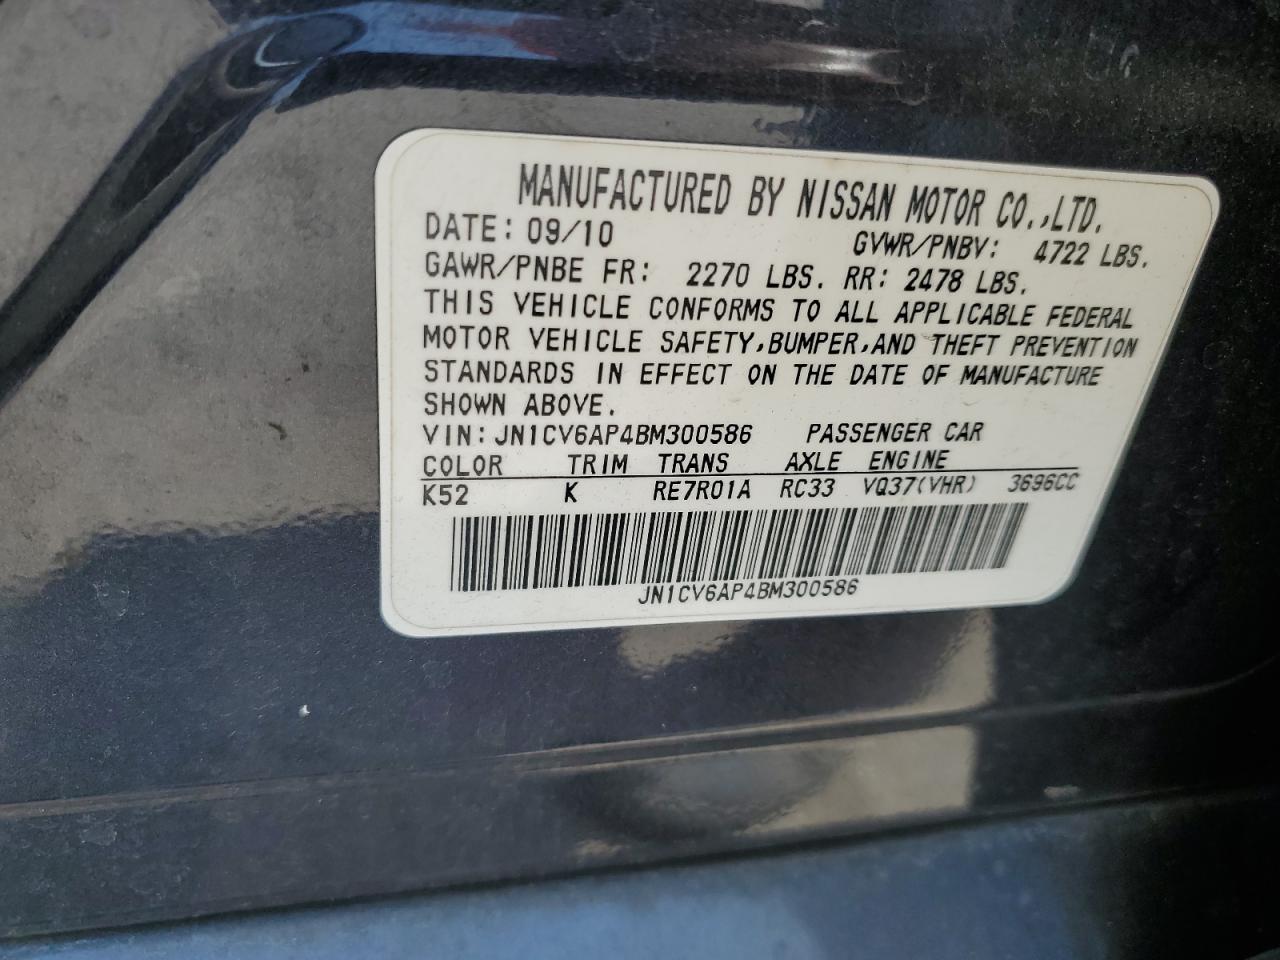 MANUFACTURED BY NISSAN MOTOR CO.,LTD.
DATE: 09/10 GVWR/PNBV: 4722 LBS.
GAWR/PNBE FR: 2270 LBS. RR: 2478 LBS.
THIS VEHICLE CONFORMS TO ALL APPLICABLE FEDERAL
MOTOR VEHICLE SAFETY,BUMPER,AND THEFT PREVENTION
STANDARDS IN EFFECT ON THE DATE OF MANUFACTURE
SHOWN ABOVE.
VIN: JN1CV6AP4BM300586 PASSENGER CAR
COLOR TRIM TRANS AXLE ENGINE
K52 K RE7R01A RC33 VQ37(VHR) 3696CC
JN1CV6AP4BM300586